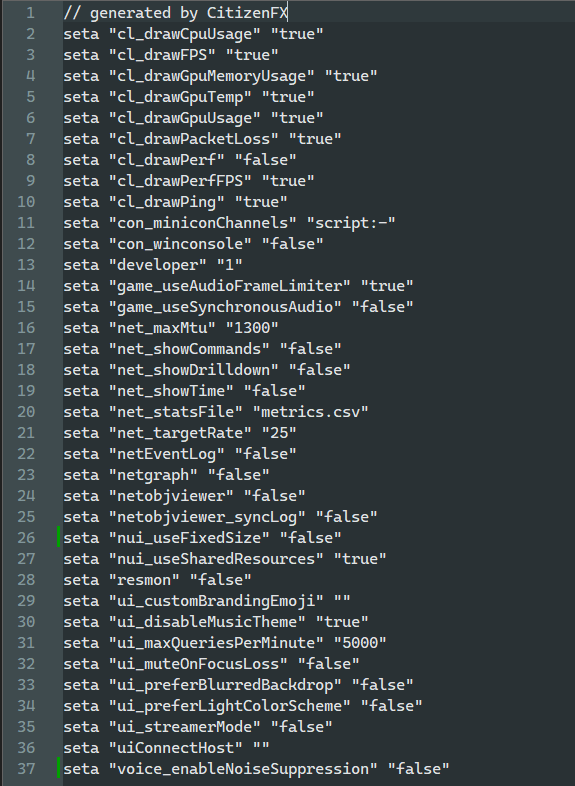 1 // generated by CitizenFX
2 seta "cl_drawCpuUsage" "true"
3 seta "cl_drawFPS" "true"
4 seta "cl_drawGpuMemoryUsage" "true"
5 seta "cl_drawGpuTemp" "true"
6 seta "cl_drawGpuUsage" "true"
7 seta "cl_drawPacketLoss" "true"
8 seta "cl_drawPerf" "false"
9 seta "cl_drawPerfFPS" "true"
10 seta "cl_drawPing" "true"
11 seta "con_miniconChannels" "script:-"
12 seta "con_winconsole" "false"
13 seta "developer" "1"
14 seta "game_useAudioFrameLimiter" "true"
15 seta "game_useSynchronousAudio" "false"
16 seta "net_maxMtu" "1300"
17 seta "net_showCommands" "false"
18 seta "net_showDrilldown" "false"
19 seta "net_showTime" "false"
20 seta "net_statsFile" "metrics.csv"
21 seta "net_targetRate" "25"
22 seta "netEventLog" "false"
23 seta "netgraph" "false"
24 seta "netobjviewer" "false"
25 seta "netobjviewer_syncLog" "false"
26 seta "nui_useFixedSize" "false"
27 seta "nui_useSharedResources" "true"
28 seta "resmon" "false"
29 seta "ui_customBrandingEmoji" ""
30 seta "ui_disableMusicTheme" "true"
31 seta "ui_maxQueriesPerMinute" "5000"
32 seta "ui_muteOnFocusLoss" "false"
33 seta "ui_preferBlurredBackdrop" "false"
34 seta "ui_preferLightColorScheme" "false"
35 seta "ui_streamerMode" "false"
36 seta "uiConnectHost" ""
37 seta "voice_enableNoiseSuppression" "false"